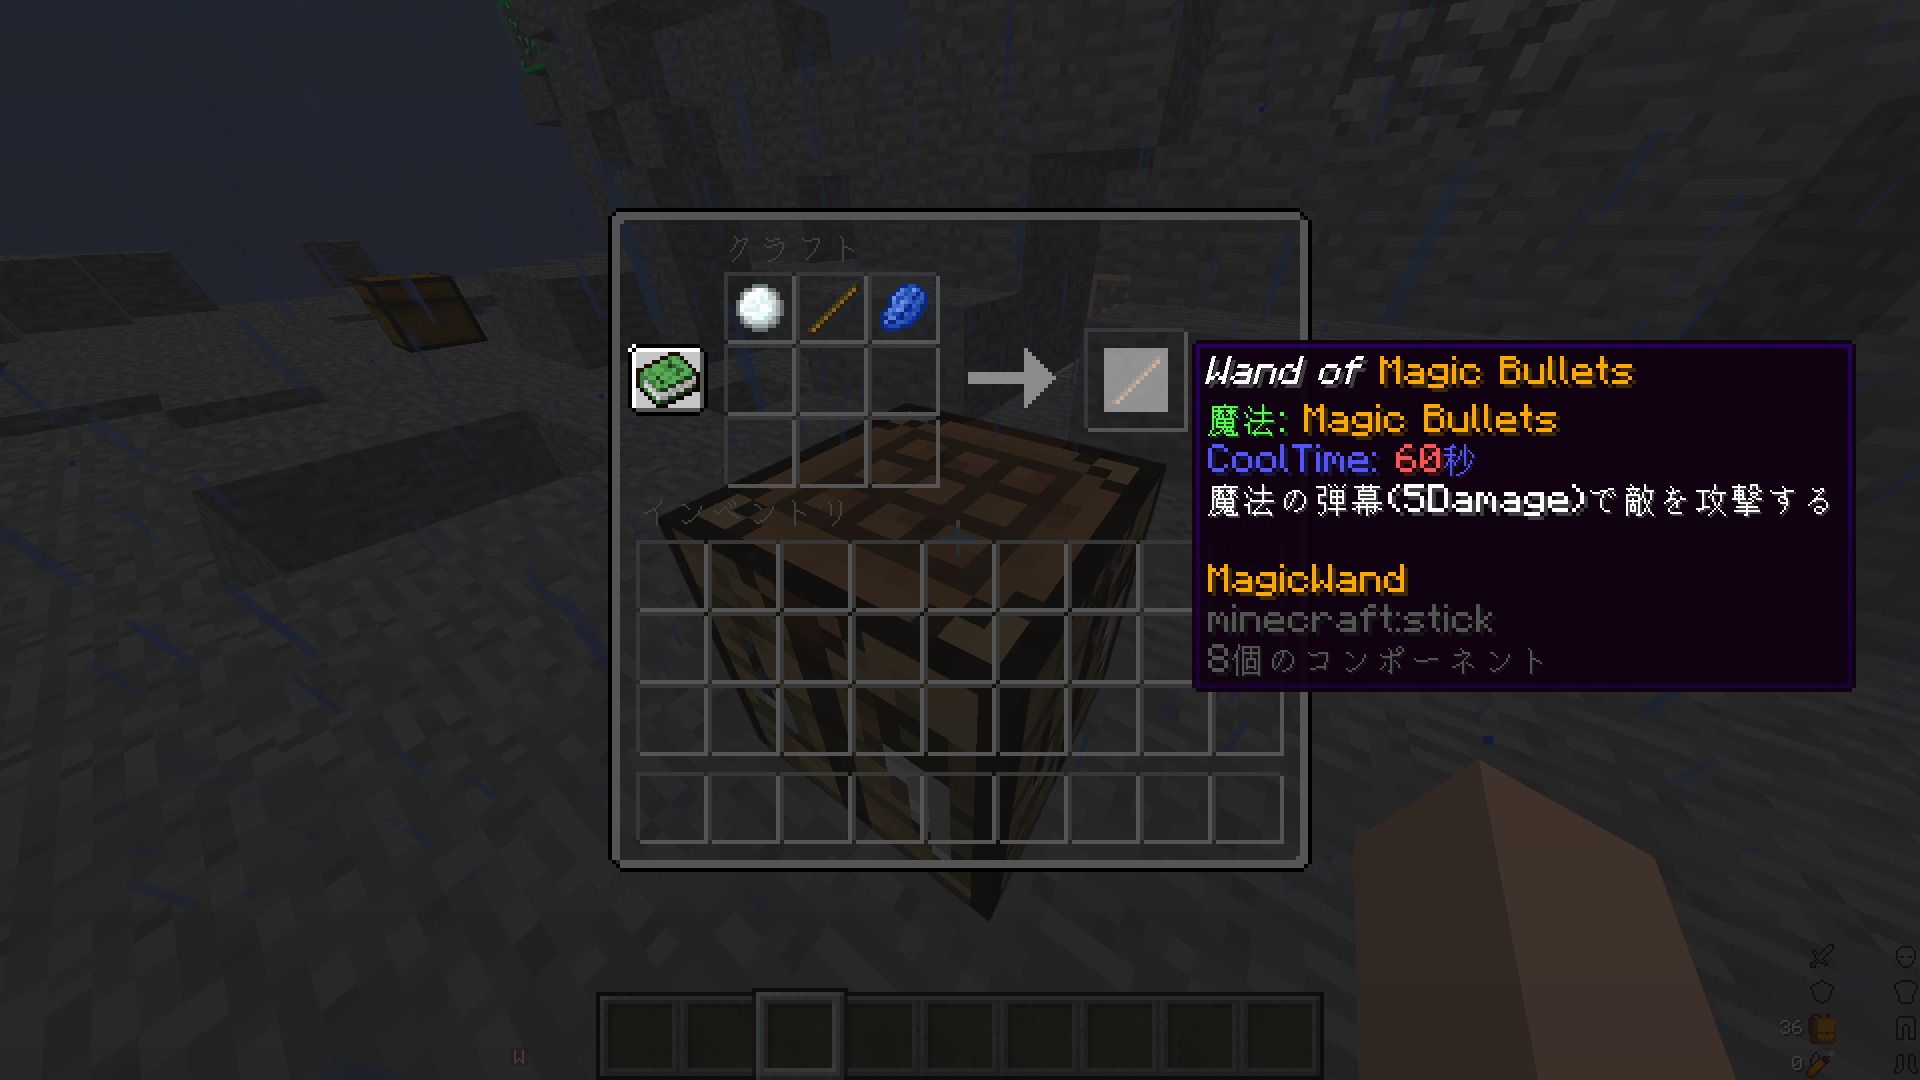 クラフト
Wand of Magic Bullets
魔法: Magic Bullets
CoolTime: 60秒
魔法の弾幕(5Damage)で敵を攻撃する
インベントリ
MagicWand
minecraft:stick
8個のコンポーネント
36
W
0